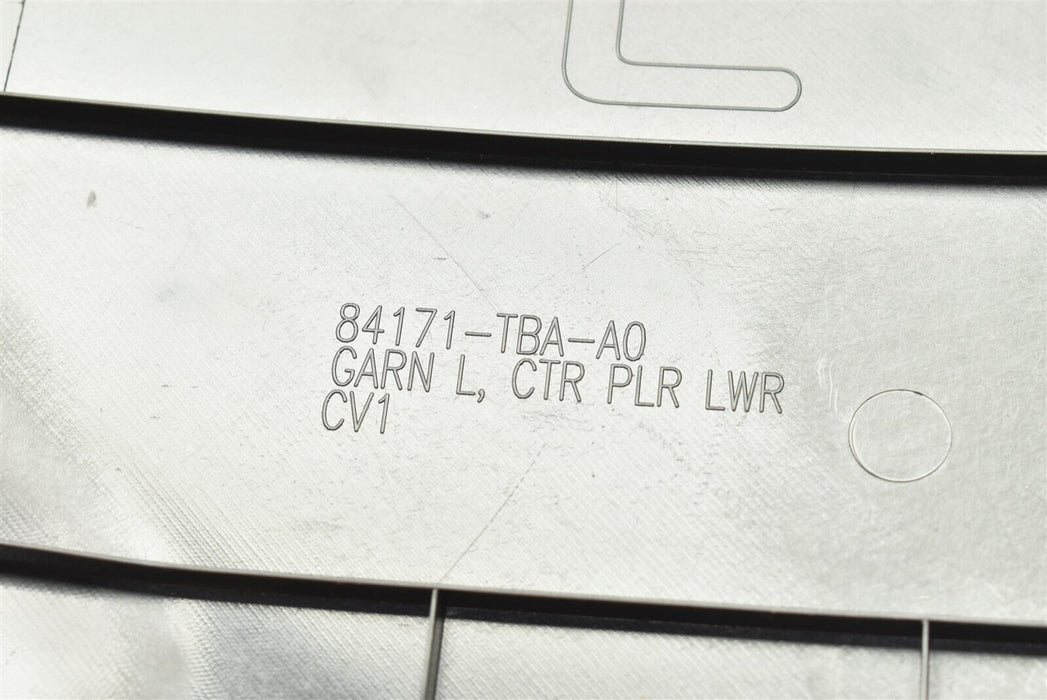 84171-TBA-A0
GARN L, CTR PLR LWR
CV1
L